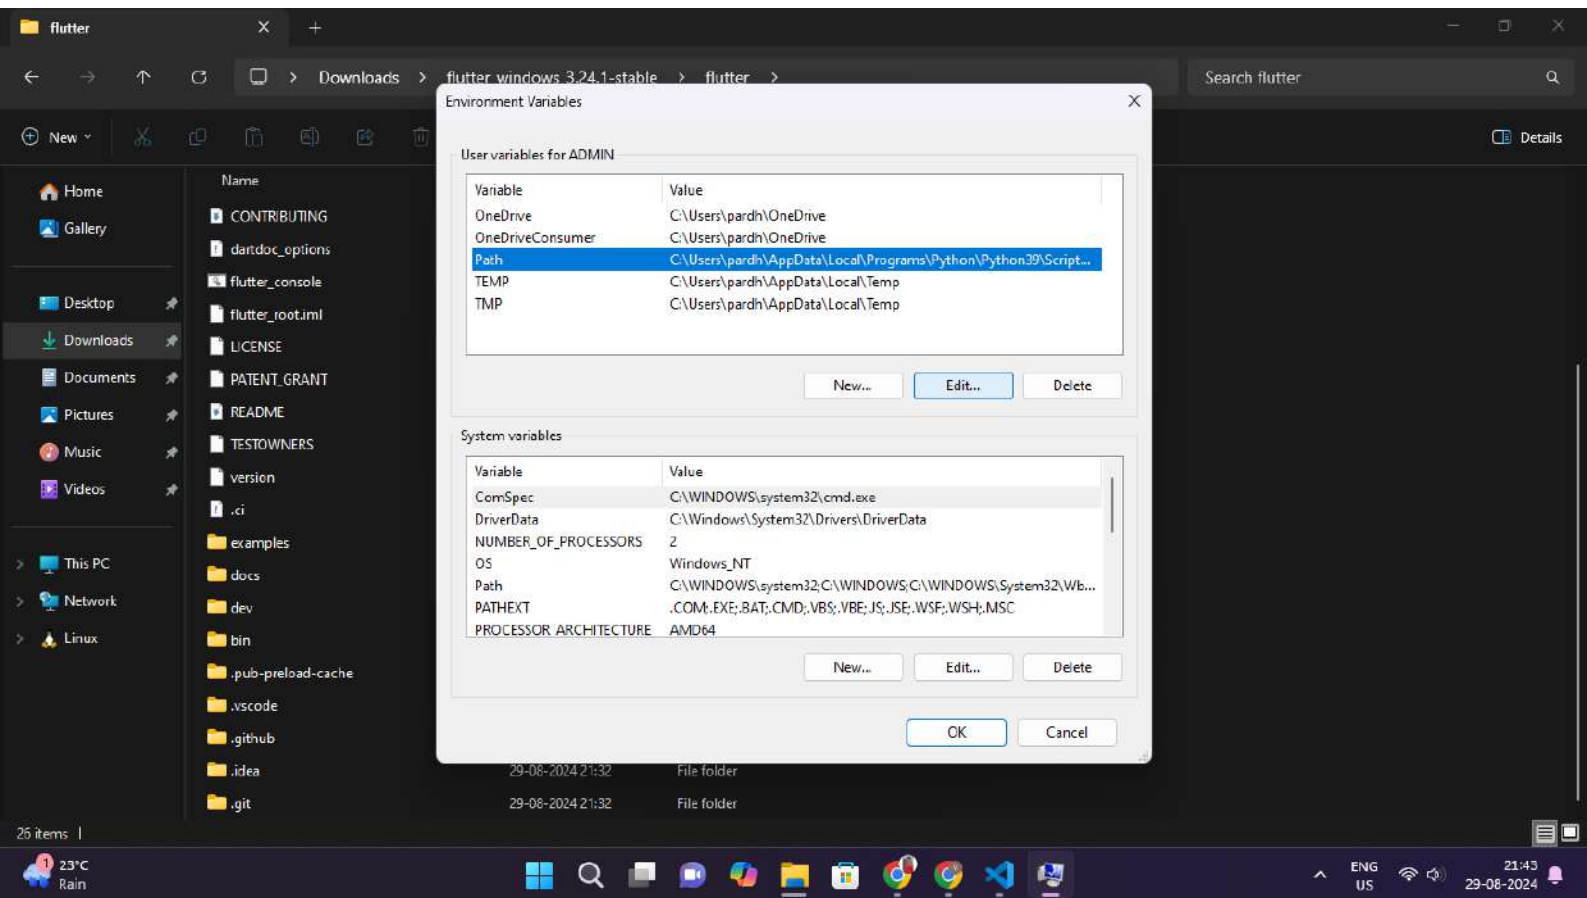 flutter
Downloads > flutter_windows_3.24.1-stable > flutter >
Search flutter
New
Details
Home
Gallery
Desktop
Downloads
Documents
Pictures
Music
Videos
This PC
Network
Linux
Name
CONTRIBUTING
dartdoc_options
flutter_console
flutter_root.iml
LICENSE
PATENT_GRANT
README
TESTOWNERS
version
.ci
examples
docs
dev
bin
.pub-preload-cache
.vscode
.github
.idea 29-08-2024 21:32 File folder
.git 29-08-2024 21:32 File folder
Environment Variables
User variables for ADMIN
Variable Value
OneDrive C:\Users\pardh\OneDrive
OneDriveConsumer C:\Users\pardh\OneDrive
Path C:\Users\pardh\AppData\Local\Programs\Python\Python39\Script...
TEMP C:\Users\pardh\AppData\Local\Temp
TMP C:\Users\pardh\AppData\Local\Temp
New... Edit... Delete
System variables
Variable Value
ComSpec C:\WINDOWS\system32\cmd.exe
DriverData C:\Windows\System32\Drivers\DriverData
NUMBER_OF_PROCESSORS 2
OS Windows_NT
Path C:\WINDOWS\system32;C:\WINDOWS;C:\WINDOWS\System32\Wb...
PATHEXT .COM;.EXE;.BAT;.CMD;.VBS;.VBE;.JS;.JSE;.WSF;.WSH;.MSC
PROCESSOR_ARCHITECTURE AMD64
New... Edit... Delete
OK Cancel
26 items
1
23°C
Rain
ENG
US
21:43
29-08-2024